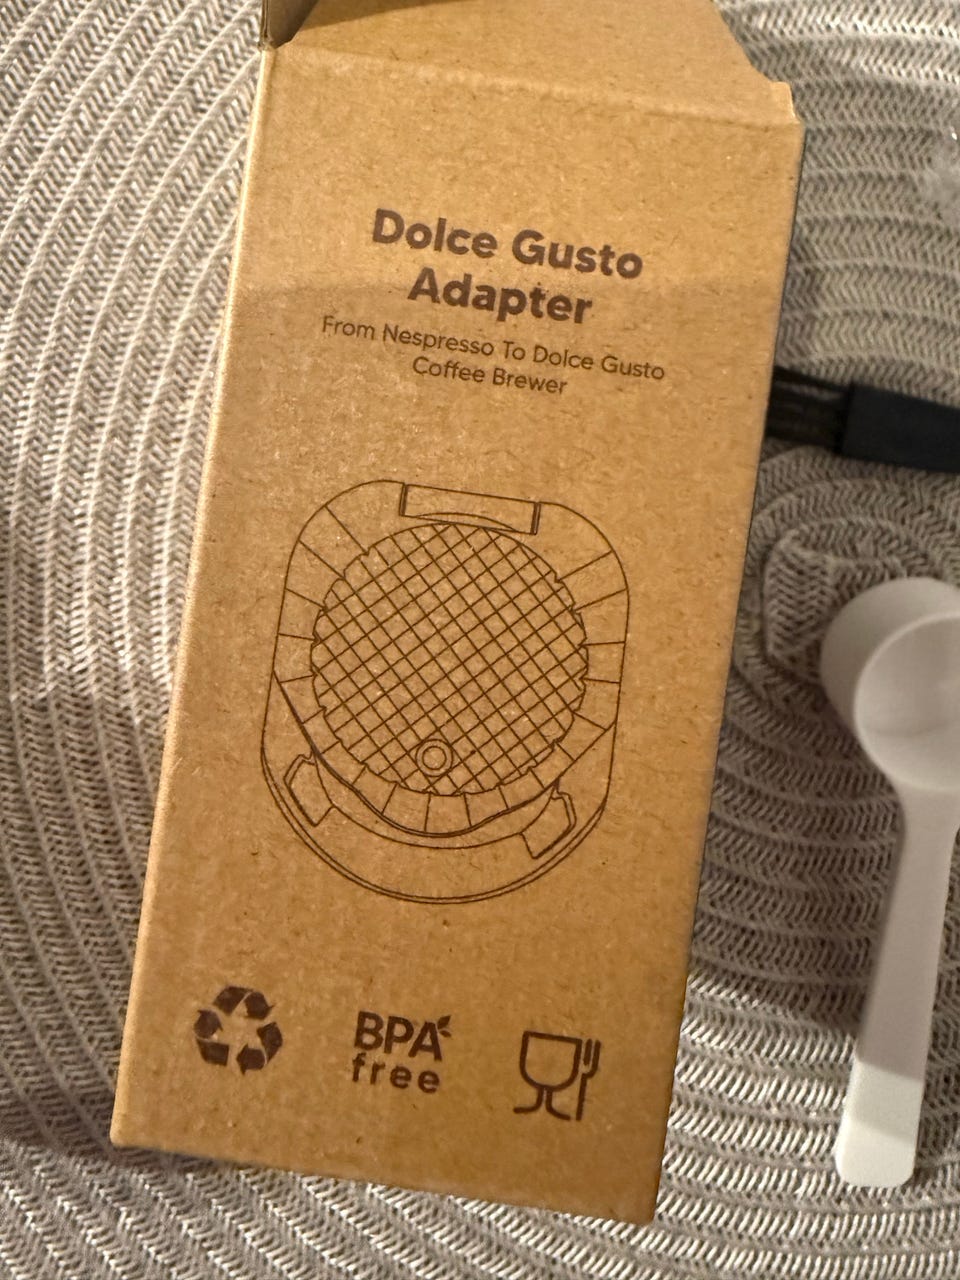 Dolce Gusto
Adapter
From Nespresso To Dolce Gusto
Coffee Brewer
BPA
free